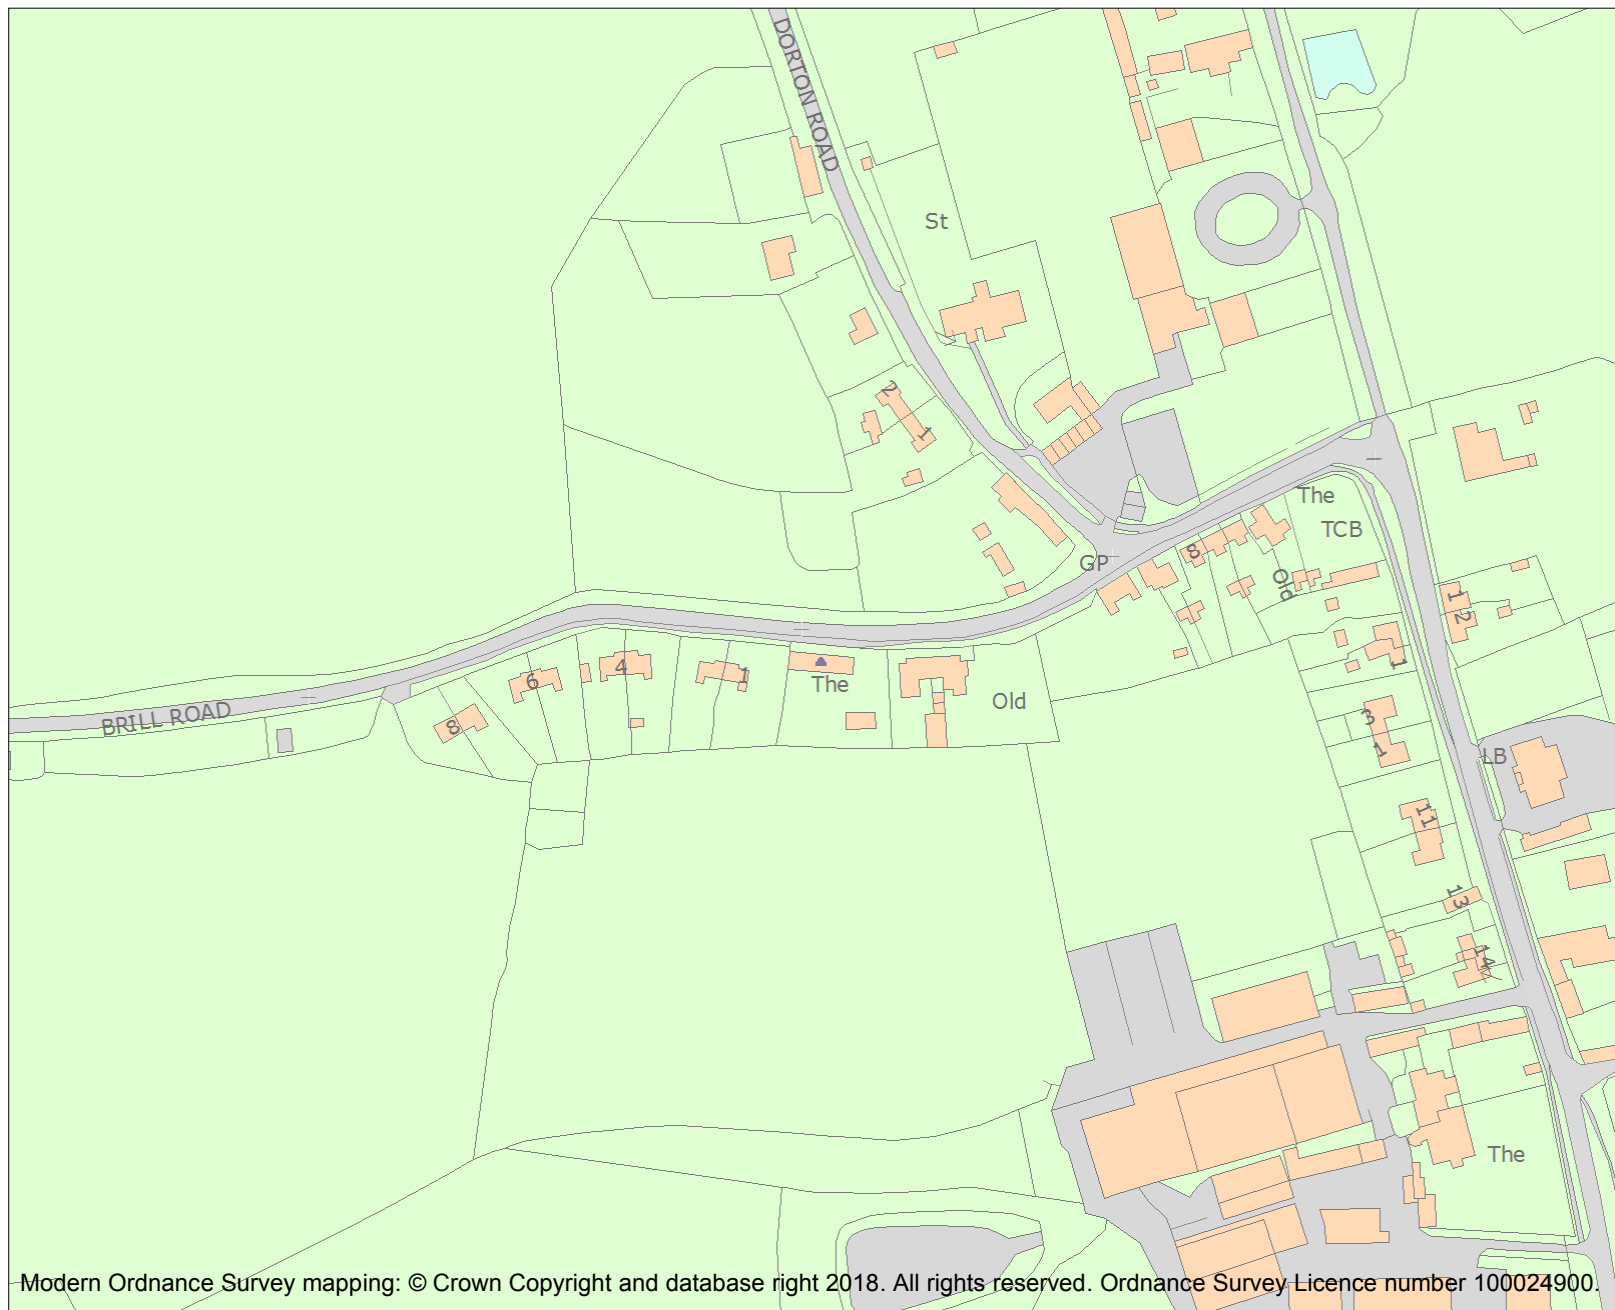 DORTON ROAD
St
2
1
The
TCB
8
GP
Old
1
2
1
4
6
1
The
Old
8
BRILL ROAD
3
1
LB
11
13
14
The
Modern Ordnance Survey mapping: © Crown Copyright and database right 2018. All rights reserved. Ordnance Survey Licence number 100024900.